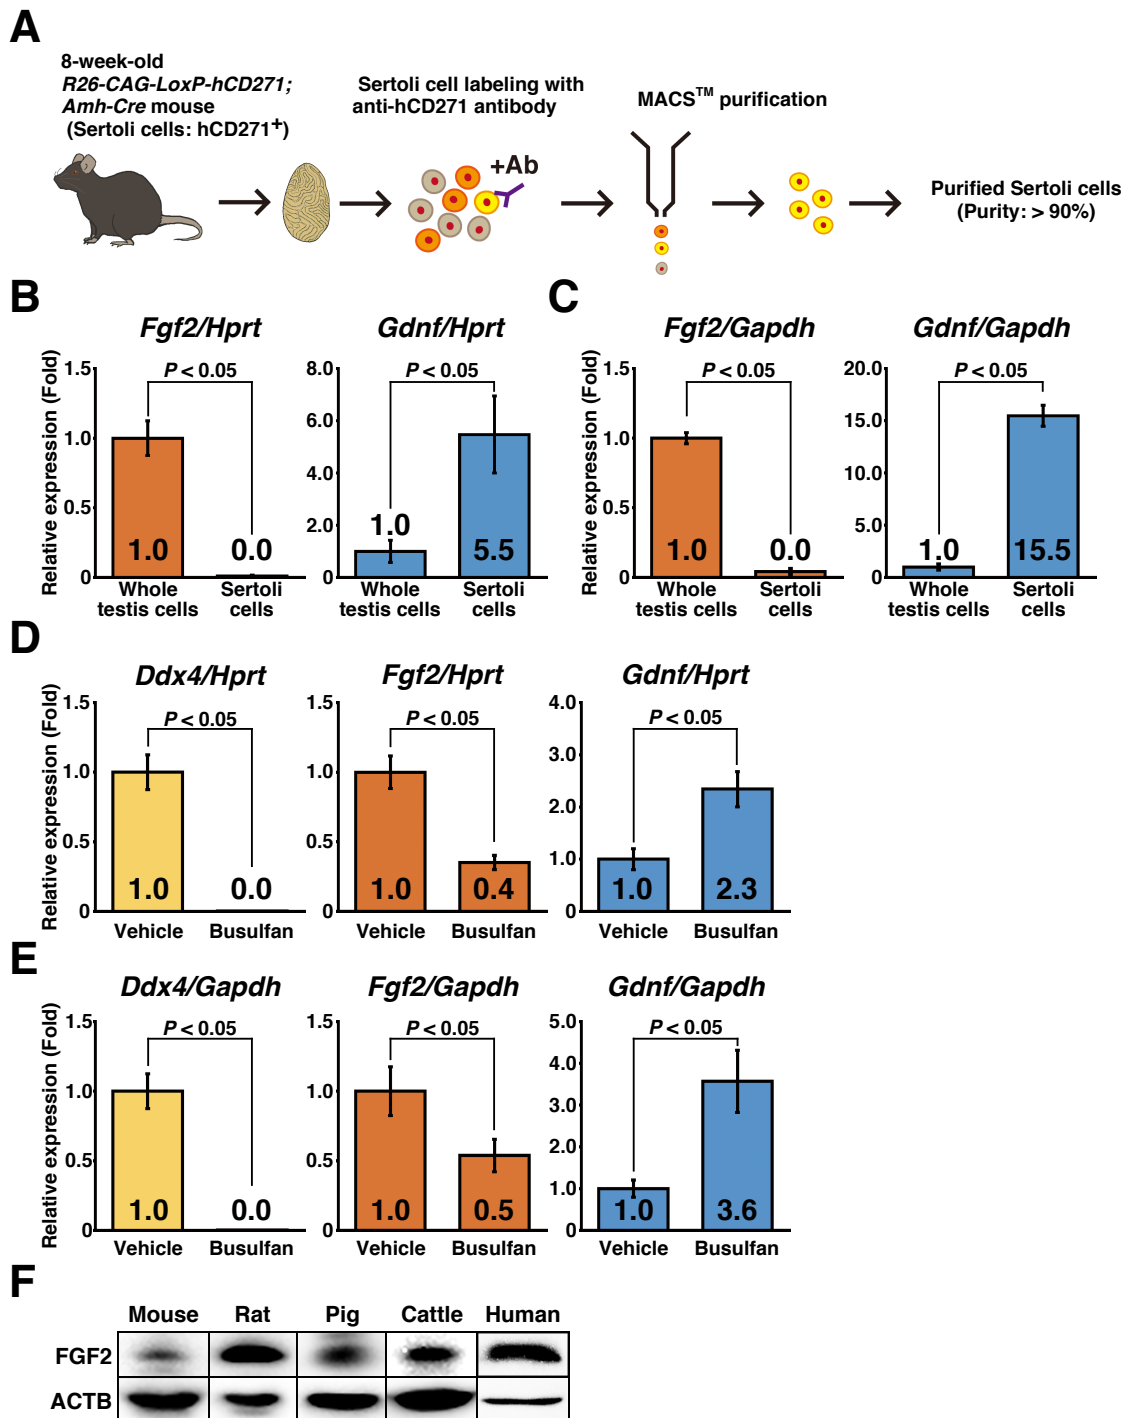 A
8-week-old
R26-CAG-LoxP-hCD271;
Amh-Cre mouse
(Sertoli cells: hCD271+)
Sertoli cell labeling with
anti-hCD271 antibody
+Ab
MACS™ purification
Purified Sertoli cells
(Purity: > 90%)
B
Fgf2/Hprt
Relative expression (Fold)
1.5
1.0
0.5
0
P < 0.05
1.0
0.0
Whole
testis cells
Sertoli
cells
Gdnf/Hprt
8.0
6.0
4.0
2.0
0
P < 0.05
1.0
5.5
Whole
testis cells
Sertoli
cells
C
Fgf2/Gapdh
Relative expression (Fold)
1.5
1.0
0.5
0
P < 0.05
1.0
0.0
Whole
testis cells
Sertoli
cells
Gdnf/Gapdh
20.0
15.0
10.0
5.0
0
P < 0.05
1.0
15.5
Whole
testis cells
Sertoli
cells
D
Ddx4/Hprt
Relative expression (Fold)
1.5
1.0
0.5
0
P < 0.05
1.0
0.0
Vehicle
Busulfan
Fgf2/Hprt
1.5
1.0
0.5
0
P < 0.05
1.0
0.4
Vehicle
Busulfan
Gdnf/Hprt
4.0
3.0
2.0
1.0
0
P < 0.05
1.0
2.3
Vehicle
Busulfan
E
Ddx4/Gapdh
Relative expression (Fold)
1.5
1.0
0.5
0
P < 0.05
1.0
0.0
Vehicle
Busulfan
Fgf2/Gapdh
1.5
1.0
0.5
0
P < 0.05
1.0
0.5
Vehicle
Busulfan
Gdnf/Gapdh
5.0
4.0
3.0
2.0
1.0
0
P < 0.05
1.0
3.6
Vehicle
Busulfan
F
Mouse Rat Pig Cattle Human
FGF2
ACTB